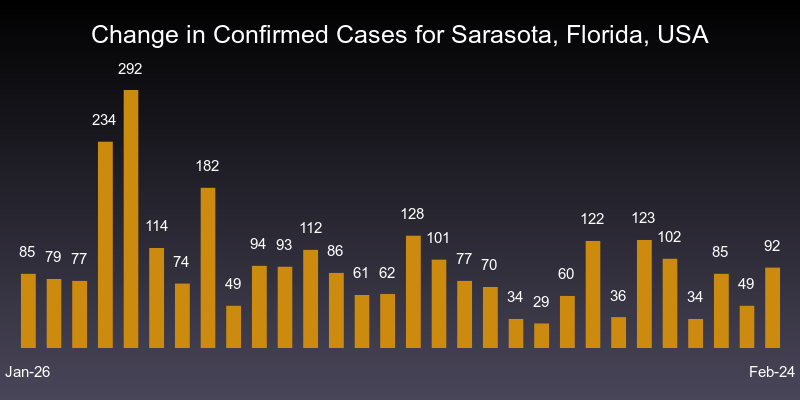 Change in Confirmed Cases for Sarasota, Florida, USA
85 79 77 234 292 114 74 182 49 94 93 112 86 61 62 128 101 77 70 34 29 60 122 36 123 102 34 85 49 92
Jan-26 Feb-24